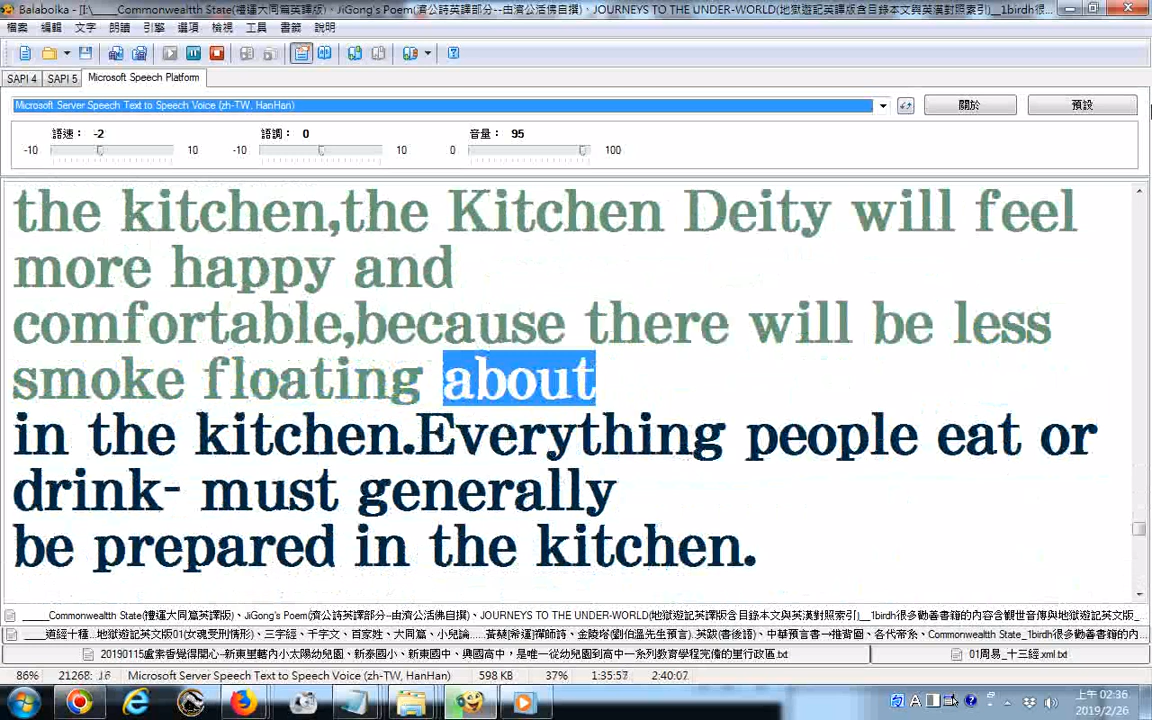 Balabolka - [I:\_____Commonwealtth State(禮運大同篇英譯版)、JiGong's Poem(濟公詩英譯部分--由濟公活佛自撰)、JOURNEYS TO THE UNDER-WORLD(地獄遊記英譯版含目錄本文與英漢對照索引)__1birdh很...
檔案 編輯 文字 朗讀 引擎 選項 檢視 工具 書籤 說明
SAPI 4 SAPI 5 Microsoft Speech Platform
Microsoft Server Speech Text to Speech Voice (zh-TW, HanHan)
關於 預設
語速： -2 語調： 0 音量： 95
-10 10 -10 10 0 100
the kitchen,the Kitchen Deity will feel
more happy and
comfortable,because there will be less
smoke floating about
in the kitchen.Everything people eat or
drink- must generally
be prepared in the kitchen.
_____Commonwealtth State(禮運大同篇英譯版)、JiGong's Poem(濟公詩英譯部分--由濟公活佛自撰)、JOURNEYS TO THE UNDER-WORLD(地獄遊記英譯版含目錄本文與英漢對照索引)__1birdh很多勸善書籍的內容含觀世音傳與地獄遊記英文版_
_____道經十種...地獄遊記英文版01(女魂受刑情形)、三字經、千字文、百家姓、大同篇、小兒論......黃蘗[希運]禪師詩、金陵塔(劉伯溫先生預言).英跋(書後語)、中華預言書一推背圖、各代帝系、Commonwealth State_1birdh很多勸善書籍的內...
20190115盧素香覺得開心--新東里轄內小太陽幼兒園、新泰國小、新東國中、興國高中，是唯一從幼兒園到高中一系列教育學程完備的里行政區.txt 01周易_十三經.xml.txt
86% Microsoft Server Speech Text to Speech Voice (zh-TW, HanHan) 598 KB 37% 1:35:57 2:40:07
A 上午 02:36
2019/2/26